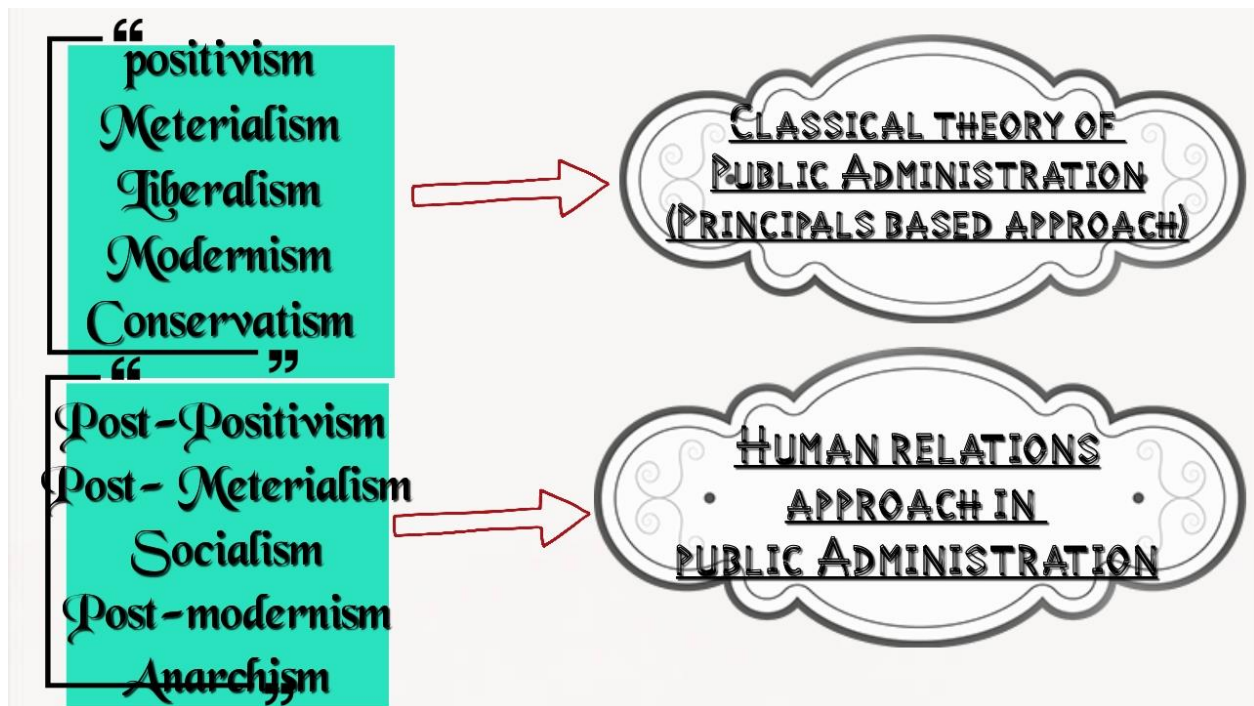 “
positivism
Meterialism
Liberalism
Modernism
Conservatism
”
“
Post-Positivism
Post- Meterialism
Socialism
Post-modernism
Anarchism
”
Classical theory of
Public Administration
(Principals based approach)
Human relations
approach in
public Administration